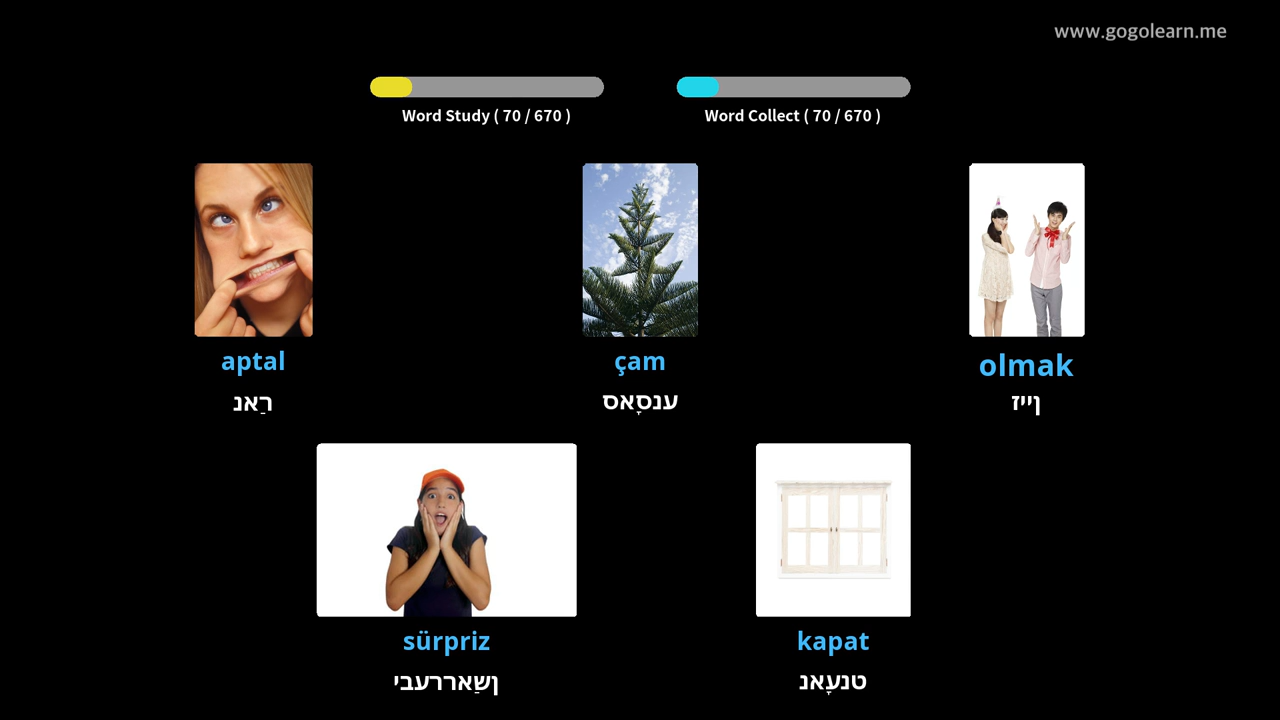 www.gogolearn.me
Word Study ( 70 / 670 )
Word Collect ( 70 / 670 )
aptal
רַאנ
çam
ענסָאס
olmak
ןייז
sürpriz
ןשַאררעבי
kapat
טנעָאנ